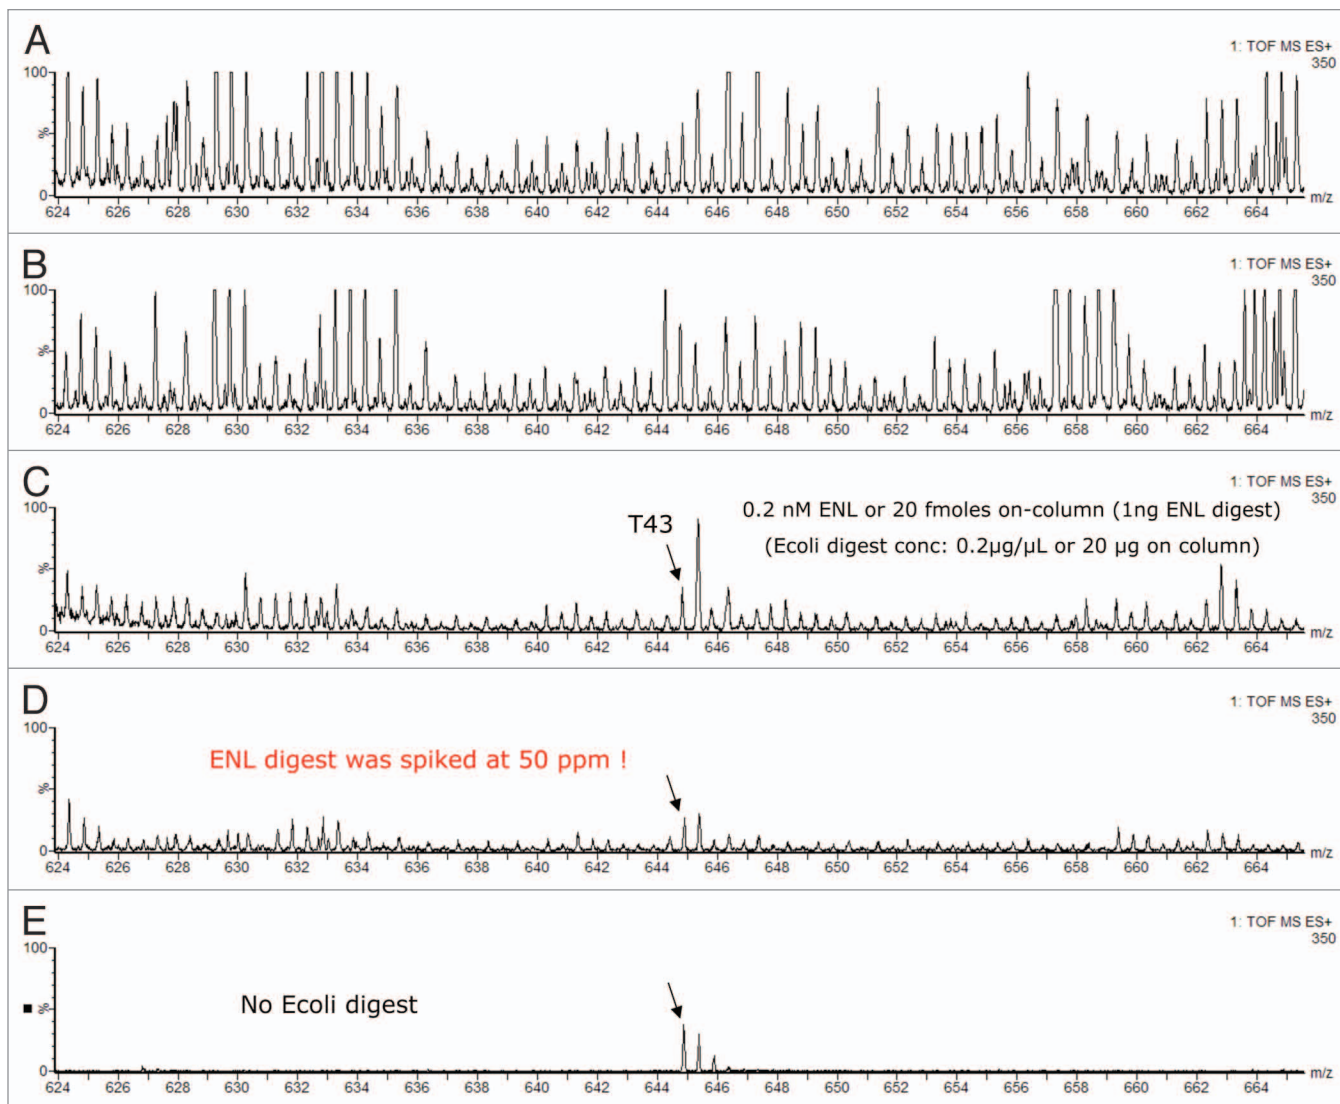 A
1: TOF MS ES+
350
100
%
0
624 626 628 630 632 634 636 638 640 642 644 646 648 650 652 654 656 658 660 662 664 m/z
B
1: TOF MS ES+
350
100
%
0
624 626 628 630 632 634 636 638 640 642 644 646 648 650 652 654 656 658 660 662 664 m/z
C
1: TOF MS ES+
350
100
T43
0.2 nM ENL or 20 fmoles on-column (1ng ENL digest)
(Ecoli digest conc: 0.2µg/µL or 20 µg on column)
%
0
624 626 628 630 632 634 636 638 640 642 644 646 648 650 652 654 656 658 660 662 664 m/z
D
1: TOF MS ES+
350
100
ENL digest was spiked at 50 ppm !
%
0
624 626 628 630 632 634 636 638 640 642 644 646 648 650 652 654 656 658 660 662 664 m/z
E
1: TOF MS ES+
350
100
No Ecoli digest
%
0
624 626 628 630 632 634 636 638 640 642 644 646 648 650 652 654 656 658 660 662 664 m/z